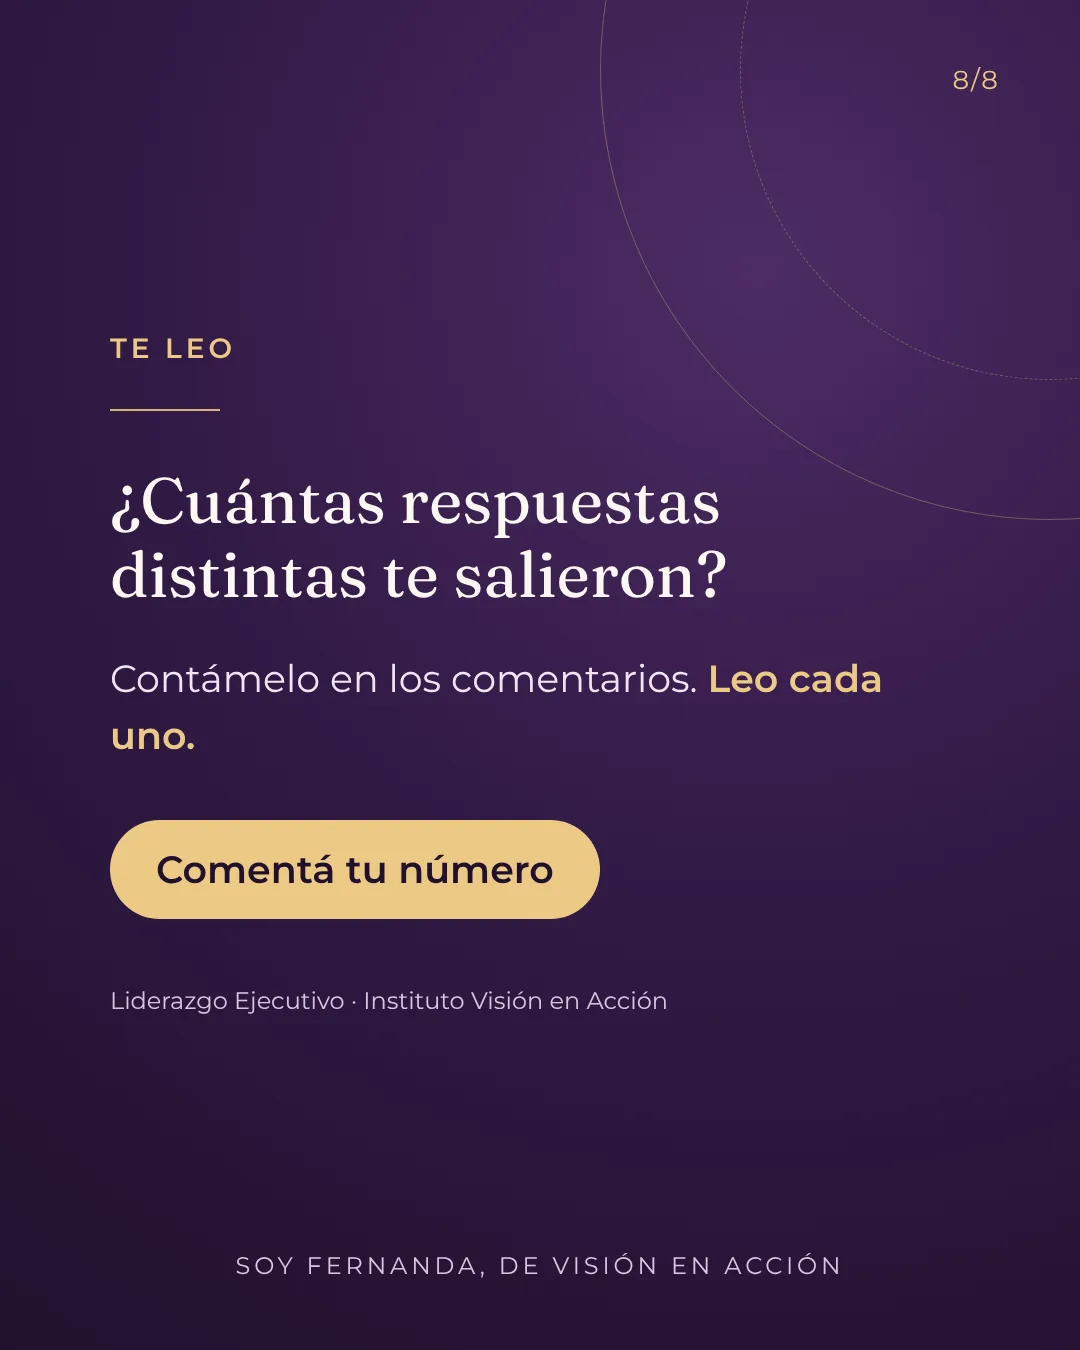 8/8
TE LEO
¿Cuántas respuestas
distintas te salieron?
Contámelo en los comentarios. Leo cada
uno.
Comentá tu número
Liderazgo Ejecutivo · Instituto Visión en Acción
SOY FERNANDA, DE VISIÓN EN ACCIÓN